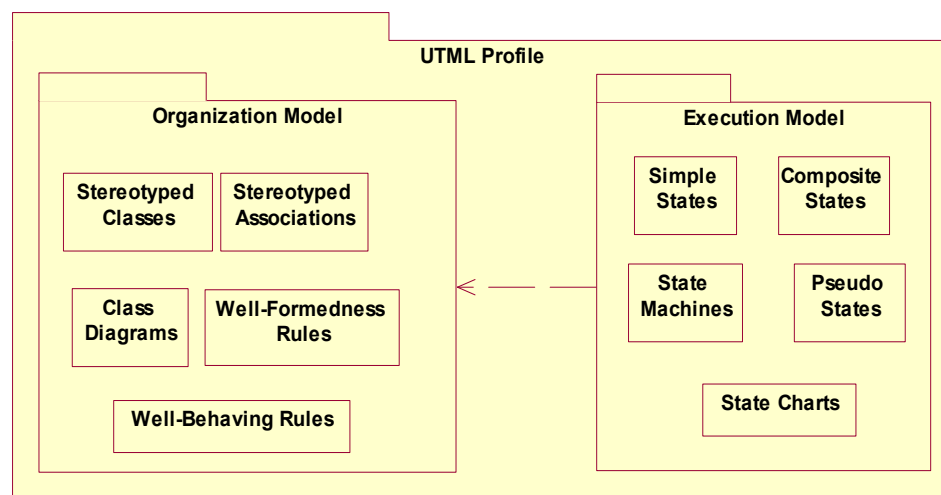 UTML Profile
Organization Model
Stereotyped
Classes
Stereotyped
Associations
Class
Diagrams
Well-Formedness
Rules
Well-Behaving Rules
Execution Model
Simple
States
Composite
States
State
Machines
Pseudo
States
State Charts